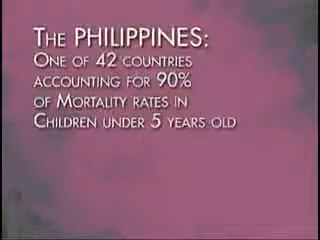 The PHILIPPINES:
One of 42 countries
accounting for 90%
of Mortality rates in
Children under 5 years old